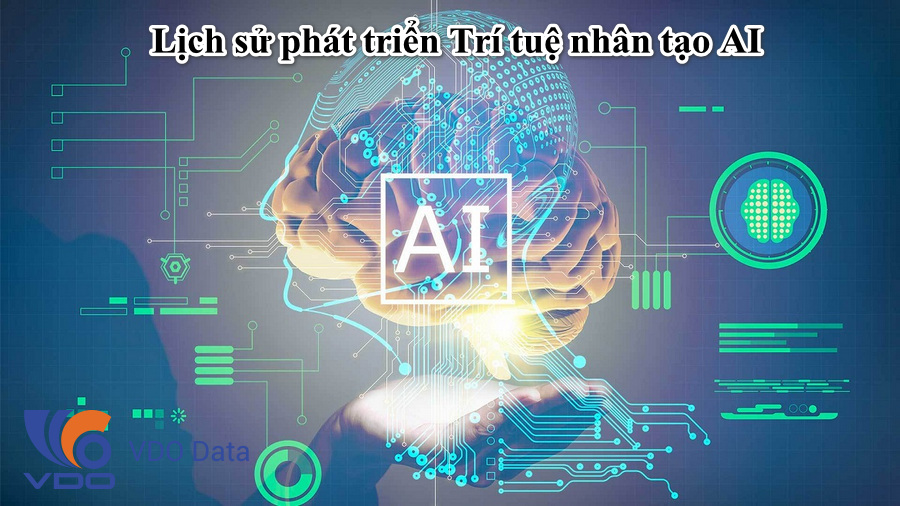 Lịch sử phát triển Trí tuệ nhân tạo AI
AI
VDO Data
VDO